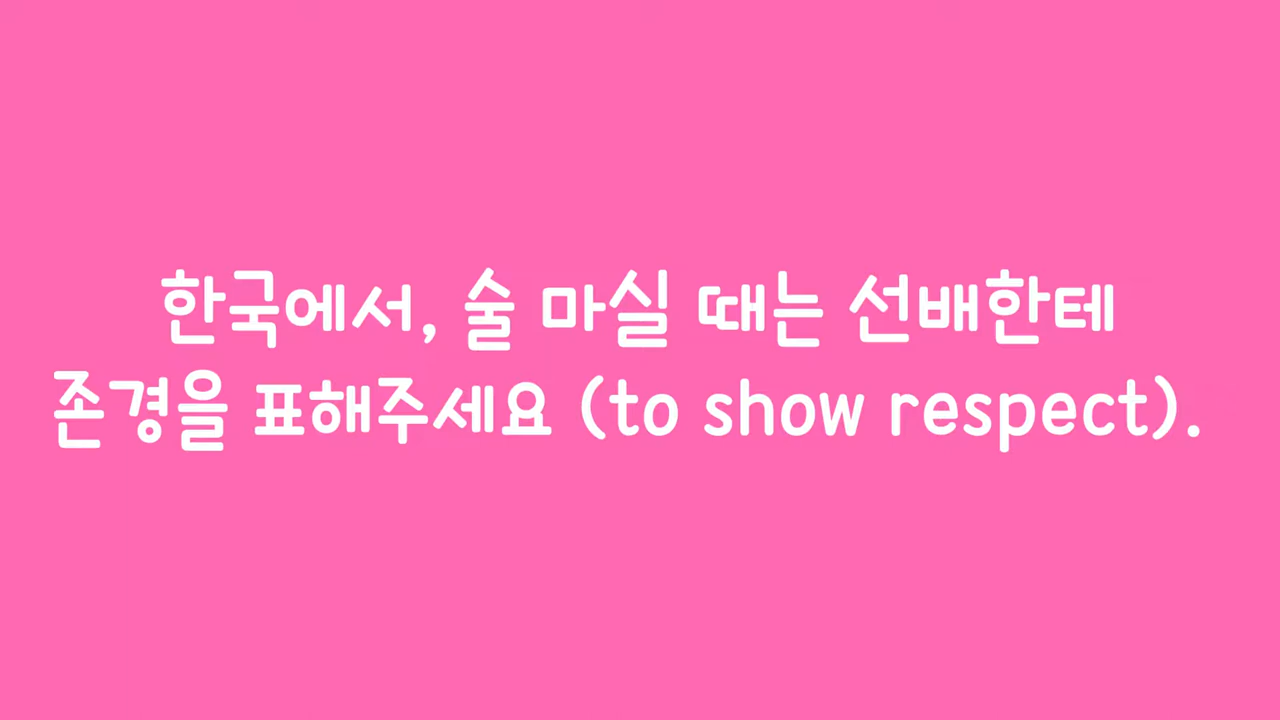 한국에서, 술 마실 때는 선배한테
존경을 표해주세요 (to show respect).